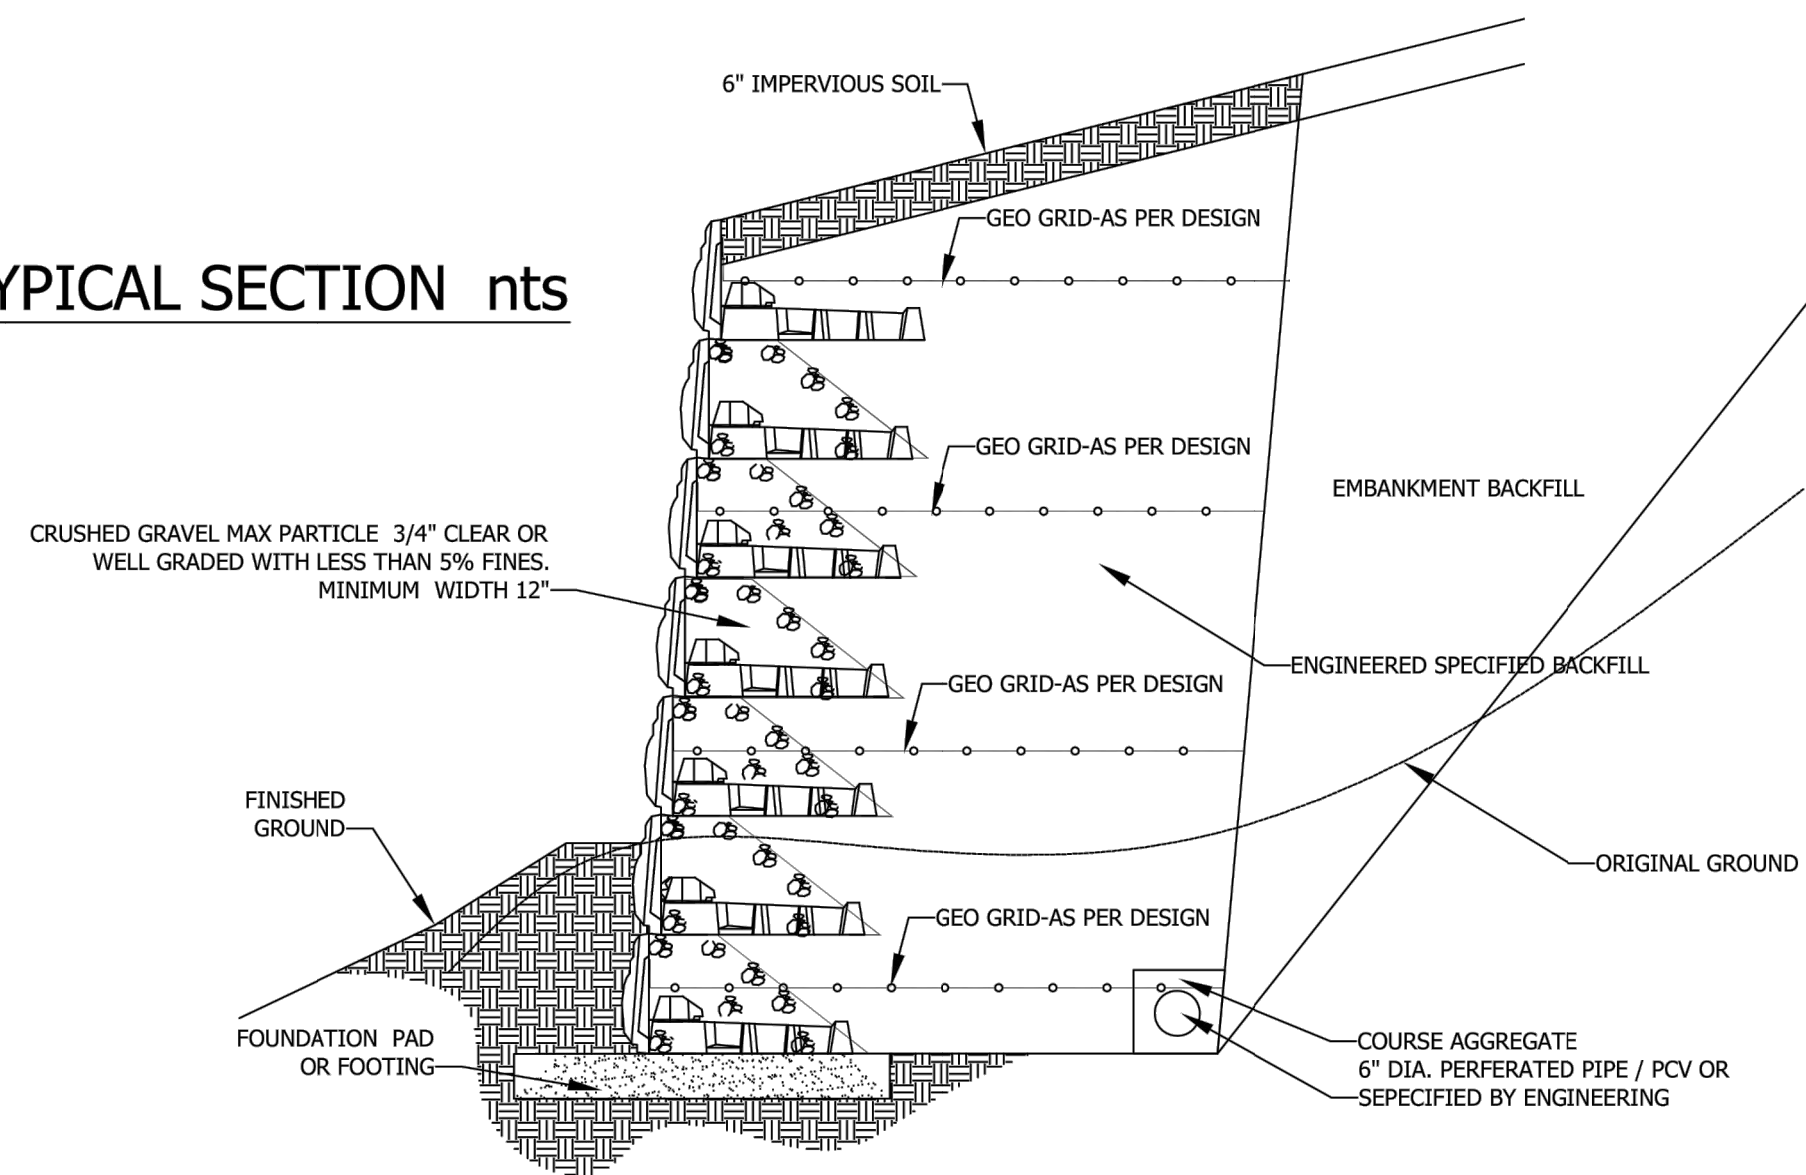 6" IMPERVIOUS SOIL
GEO GRID-AS PER DESIGN
YPICAL SECTION nts
GEO GRID-AS PER DESIGN
EMBANKMENT BACKFILL
CRUSHED GRAVEL MAX PARTICLE 3/4" CLEAR OR
WELL GRADED WITH LESS THAN 5% FINES.
MINIMUM WIDTH 12"
ENGINEERED SPECIFIED BACKFILL
GEO GRID-AS PER DESIGN
FINISHED
GROUND
ORIGINAL GROUND
GEO GRID-AS PER DESIGN
FOUNDATION PAD
OR FOOTING
COURSE AGGREGATE
6" DIA. PERFERATED PIPE / PCV OR
SEPECIFIED BY ENGINEERING